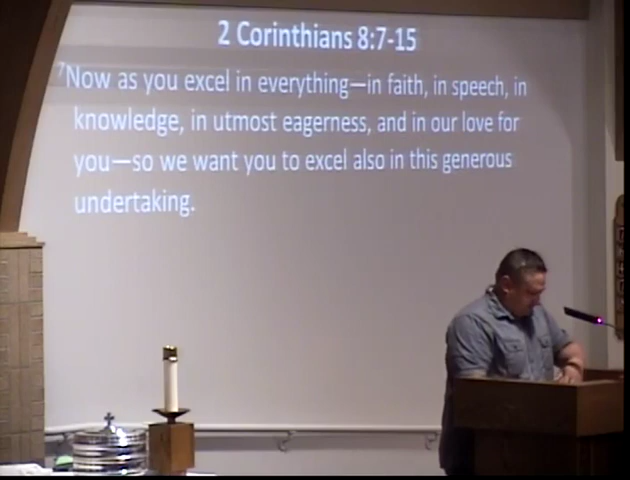 2 Corinthians 8:7-15
7Now as you excel in everything—in faith, in speech, in
knowledge, in utmost eagerness, and in our love for
you—so we want you to excel also in this generous
undertaking.